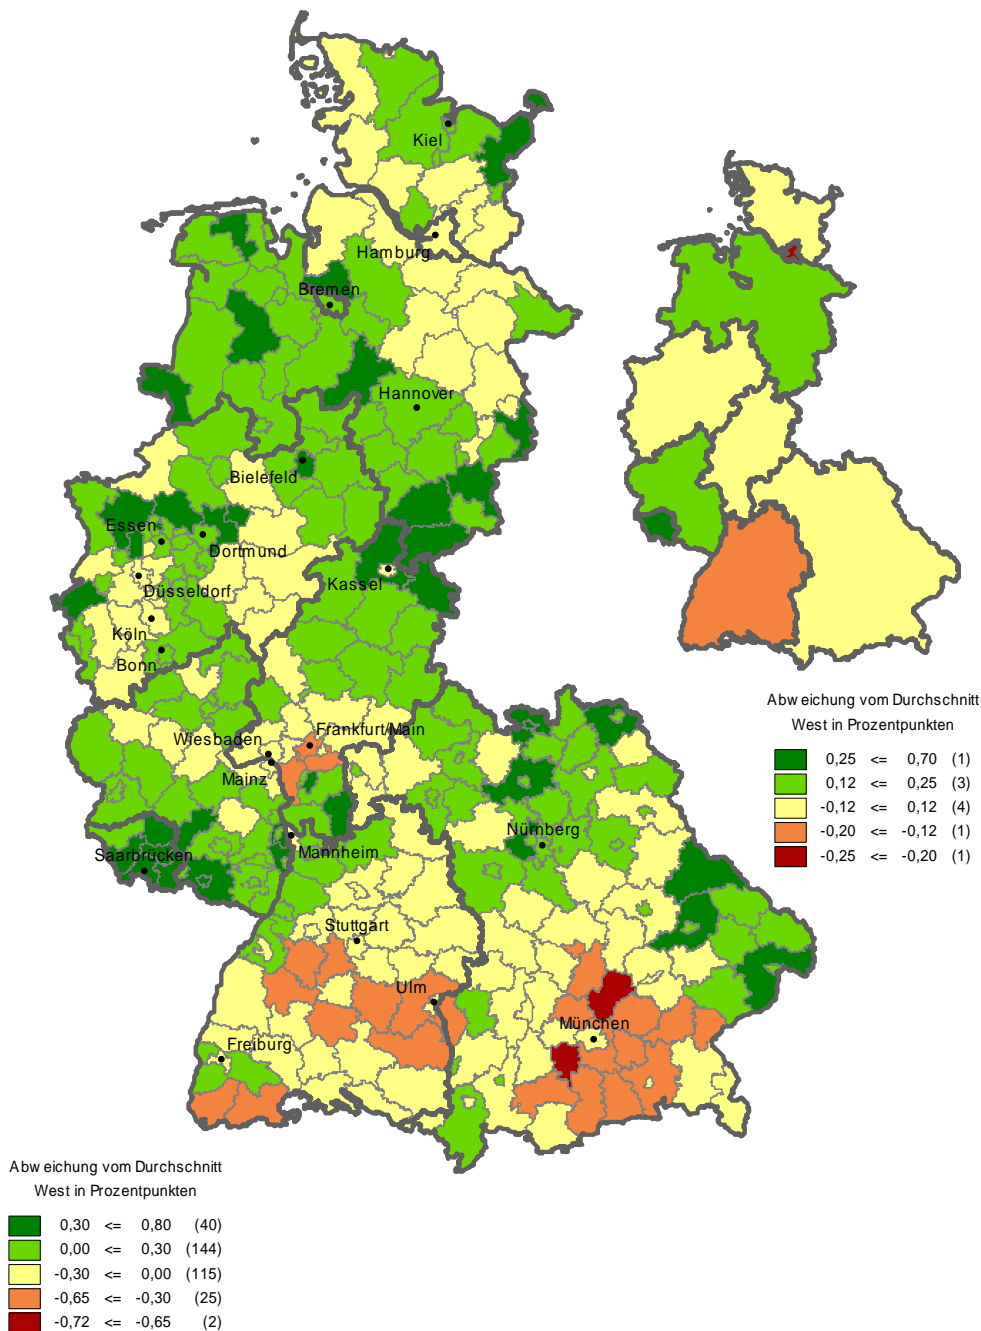 Kiel
Hamburg
Bremen
Hannover
Bielefeld
Essen
Dortmund
Kassel
Düsseldorf
Köln
Bonn
Frankfurt/Main
Wiesbaden
Mainz
Nürnberg
Mannheim
Saarbrücken
Stuttgart
Ulm
München
Freiburg
Abweichung vom Durchschnitt
West in Prozentpunkten
0,25 <= 0,70 (1)
0,12 <= 0,25 (3)
-0,12 <= 0,12 (4)
-0,20 <= -0,12 (1)
-0,25 <= -0,20 (1)
Abweichung vom Durchschnitt
West in Prozentpunkten
0,30 <= 0,80 (40)
0,00 <= 0,30 (144)
-0,30 <= 0,00 (115)
-0,65 <= -0,30 (25)
-0,72 <= -0,65 (2)